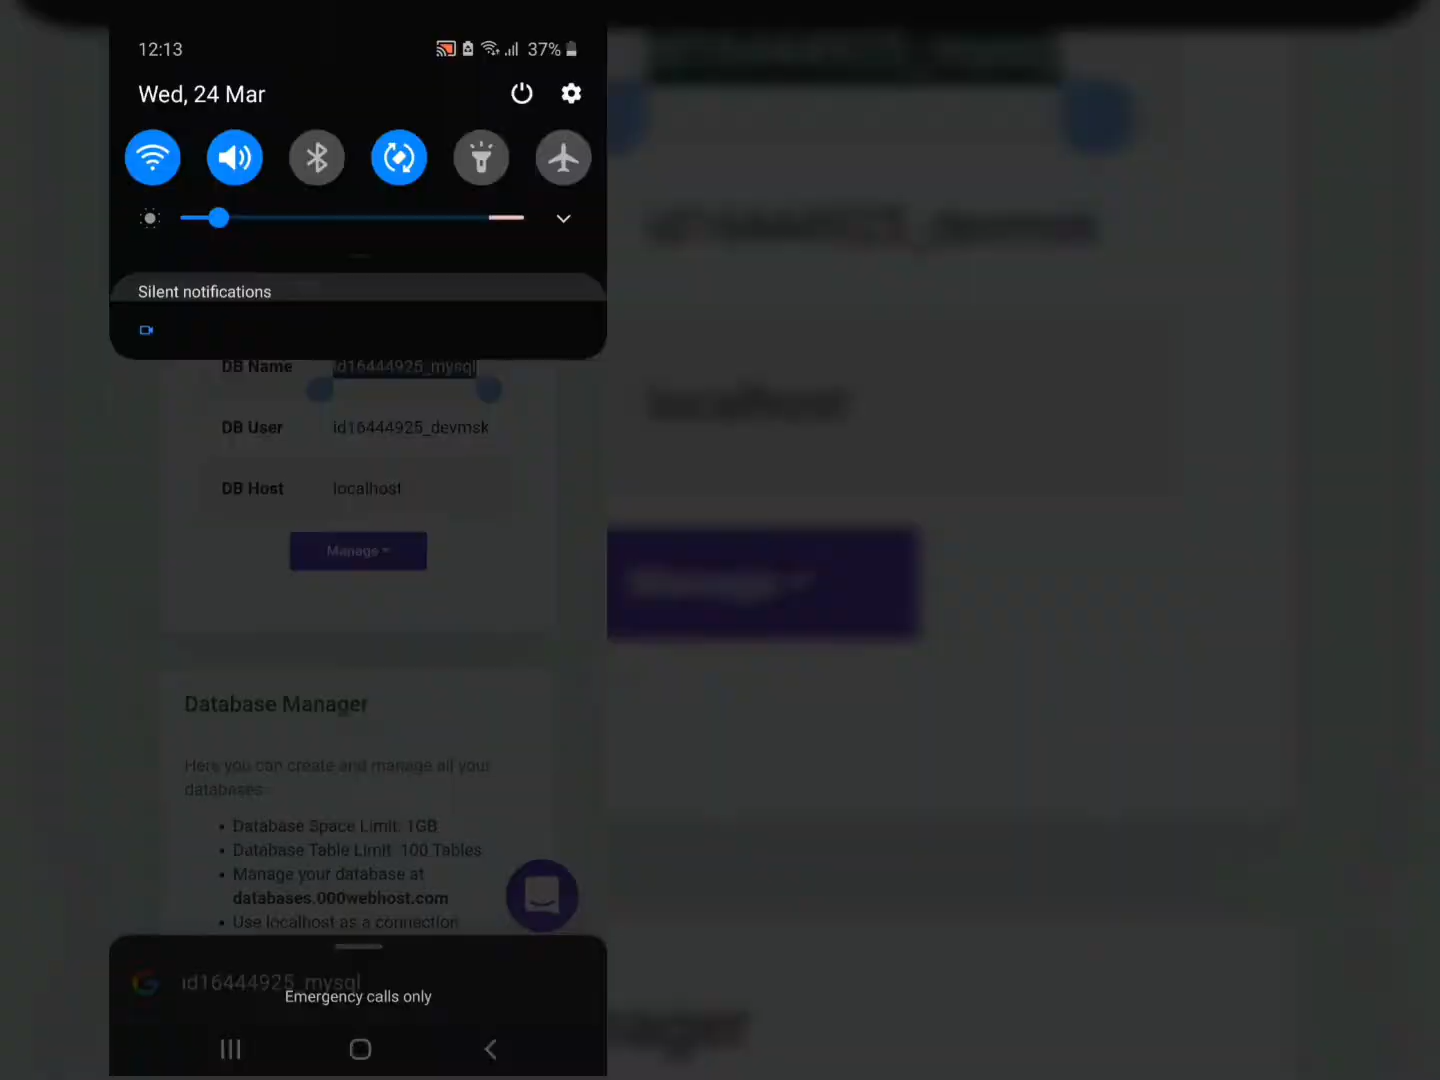 12:13
37%
Wed, 24 Mar
Silent notifications
DB Name id16444925_mysql
DB User id16444925_devmsk
DB Host localhost
Manage
Database Manager
Here you can create and manage all your
databases.
• Database Space Limit: 1GB
• Database Table Limit: 100 Tables
• Manage your database at
databases.000webhost.com
• Use localhost as a connection
id16444925_mysql
Emergency calls only
id16444925_devmsk
localhost
Manage